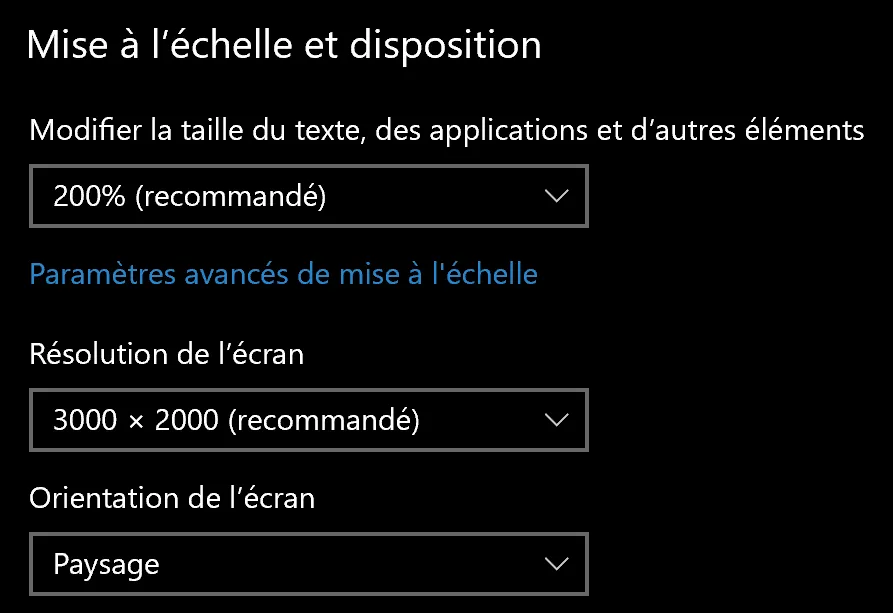 Mise à l’échelle et disposition
Modifier la taille du texte, des applications et d’autres éléments
200% (recommandé)
Paramètres avancés de mise à l'échelle
Résolution de l’écran
3000 × 2000 (recommandé)
Orientation de l’écran
Paysage